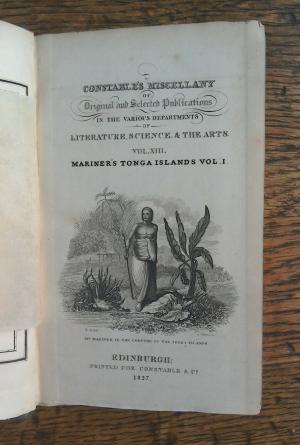 CONSTABLE'S MISCELLANY
OF
Original and Selected Publications
IN THE VARIOUS DEPARTMENTS
OF
LITERATURE, SCIENCE, & THE ARTS.
VOL. XIII.
MARINER'S TONGA ISLANDS VOL. I.
MR MARINER IN THE COSTUME OF THE TONGA ISLANDS
EDINBURGH:
PRINTED FOR CONSTABLE & Co
1827.